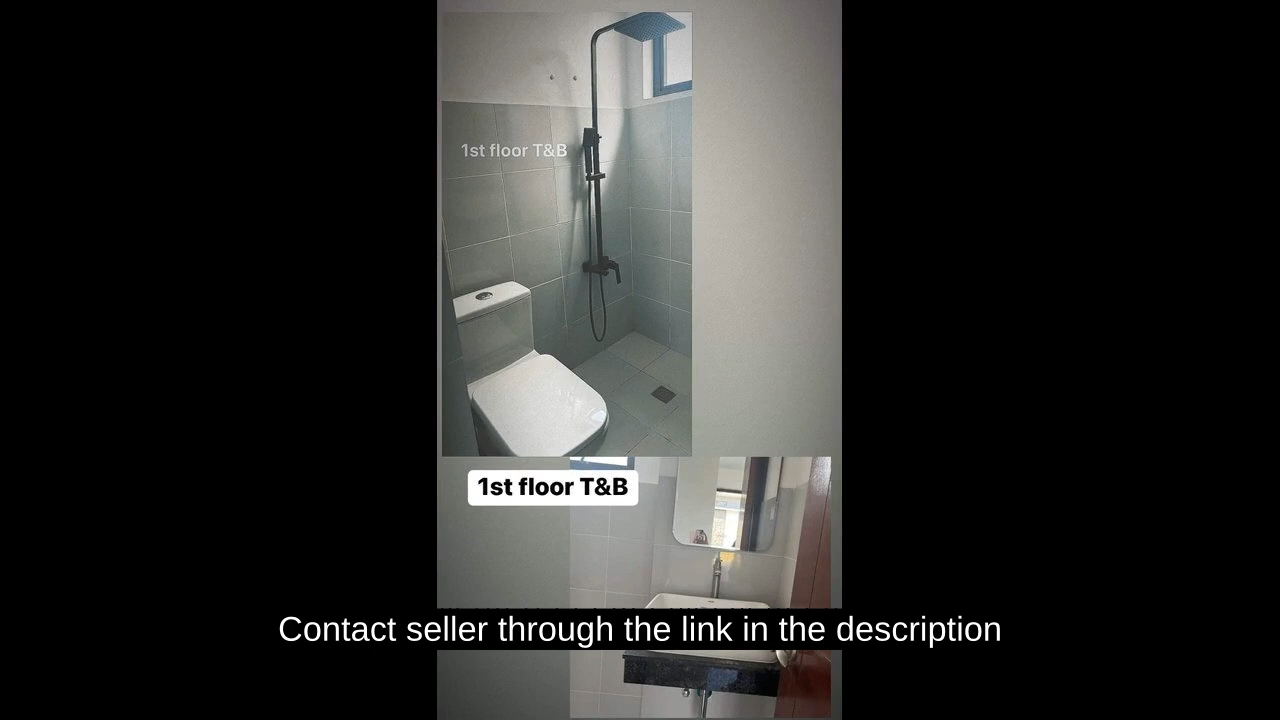 1st floor T&B
1st floor T&B
Contact seller through the link in the description